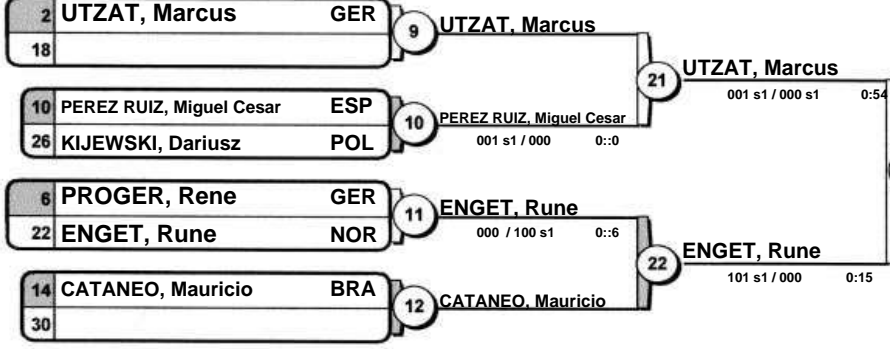 2 UTZAT, Marcus GER
18
9 UTZAT, Marcus
10 PEREZ RUIZ, Miguel Cesar ESP
26 KIJEWSKI, Dariusz POL
10 PEREZ RUIZ, Miguel Cesar
001 s1 / 000 0::0
21 UTZAT, Marcus
001 s1 / 000 s1 0:54
6 PROGER, Rene GER
22 ENGET, Rune NOR
11 ENGET, Rune
000 / 100 s1 0::6
14 CATANEO, Mauricio BRA
30
12 CATANEO, Mauricio
22 ENGET, Rune
101 s1 / 000 0:15